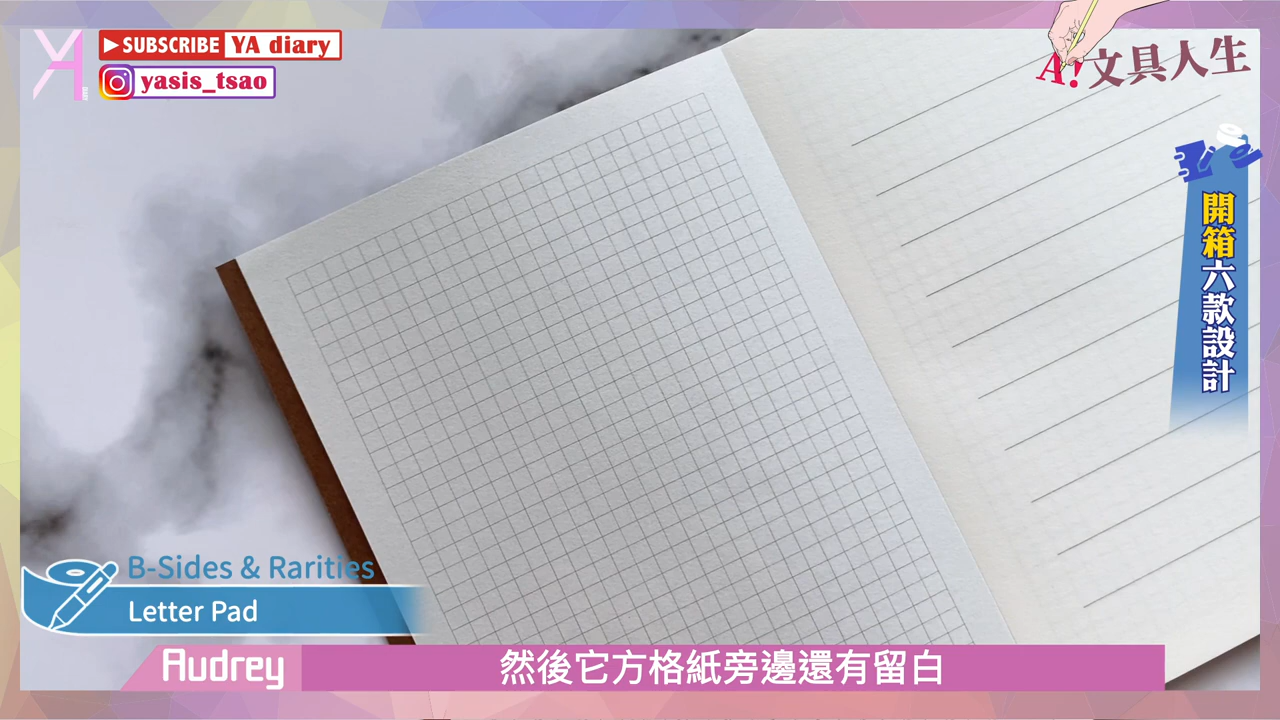 SUBSCRIBE YA diary
yasis_tsao
YA
A!文具人生
開箱六款設計
B-Sides & Rarities
Letter Pad
Audrey
然後它方格紙旁邊還有留白